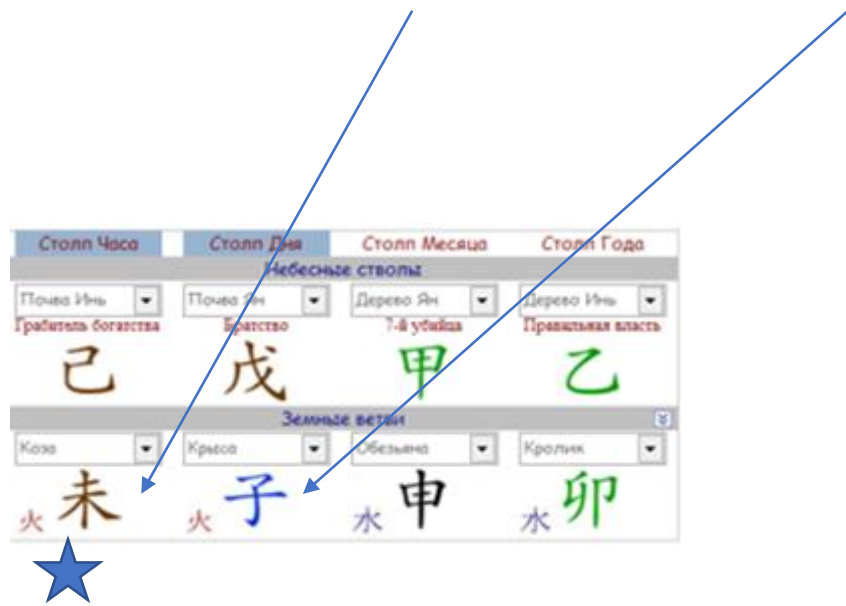 Столп Часа Столп Дня Столп Месяца Столп Года
Небесные стволы
Почва Инь Почва Ян Дерево Ян Дерево Инь
Грабитель богатства Братство 7-й убийца Правильная власть
己 戊 甲 乙
Земные ветви
Коза Крыса Обезьяна Кролик
火 未 火 子 水 申 水 卯